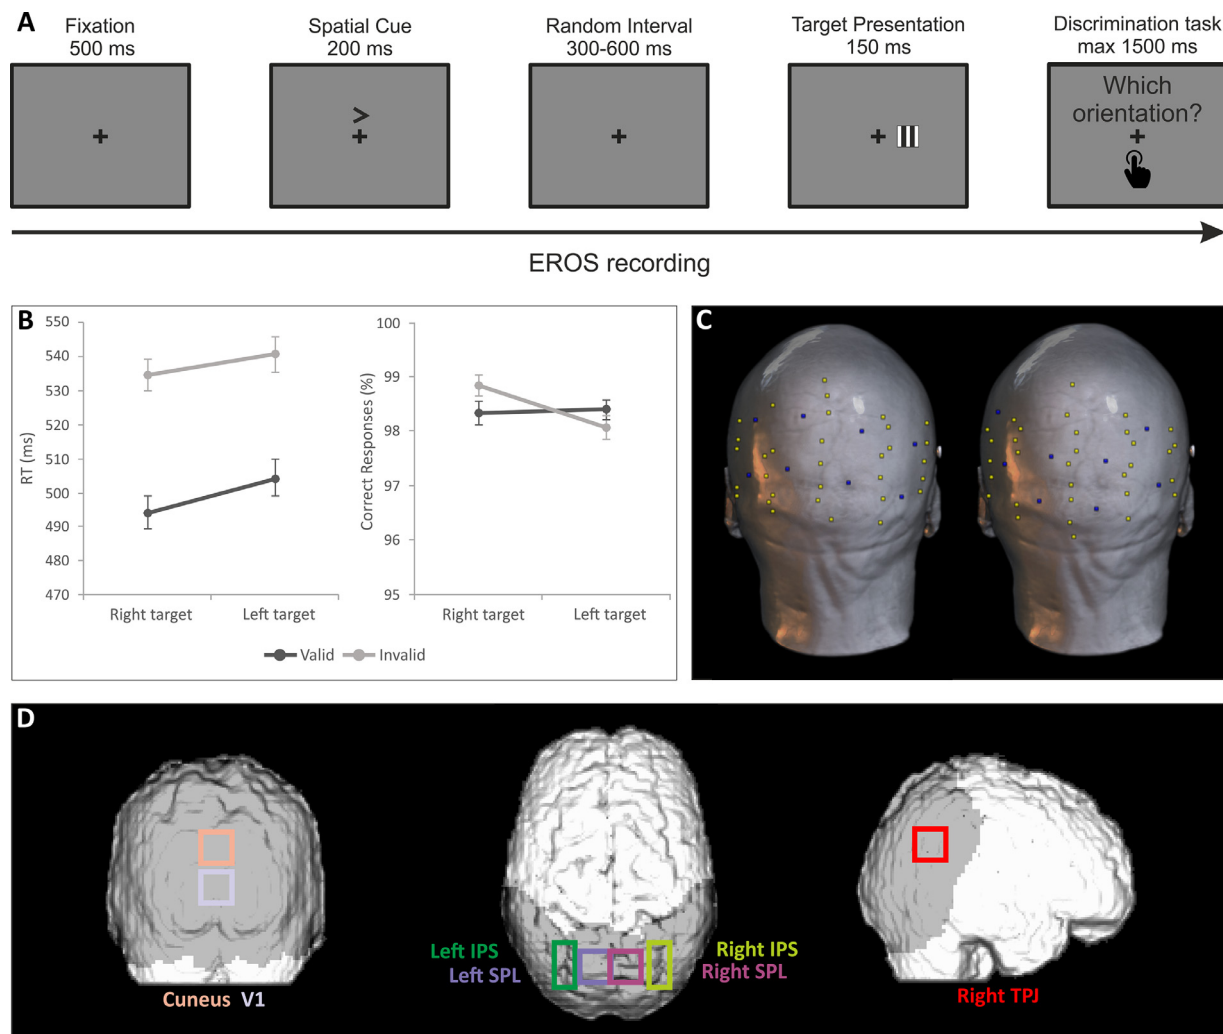 A
Fixation
500 ms
Spatial Cue
200 ms
Random Interval
300-600 ms
Target Presentation
150 ms
Discrimination task
max 1500 ms
+
>
+
+
+
Which
orientation?
+
EROS recording
B
550
540
530
520
510
500
490
480
470
RT (ms)
Right target
Left target
100
99
98
97
96
95
Correct Responses (%)
Right target
Left target
Valid
Invalid
C
D
Cuneus V1
Left IPS
Left SPL
Right IPS
Right SPL
Right TPJ